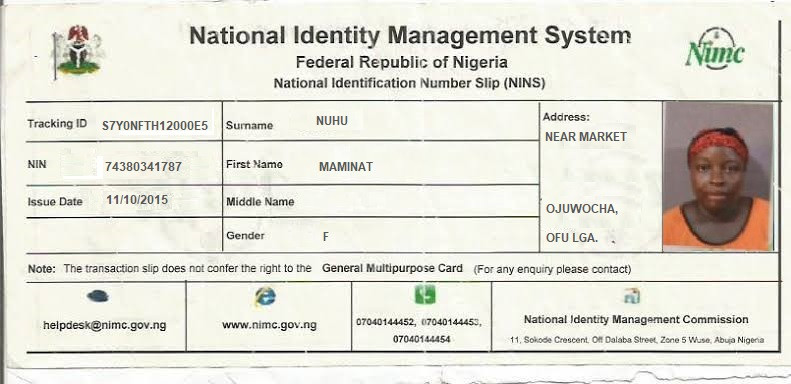 National Identity Management System
Federal Republic of Nigeria
National Identification Number Slip (NINS)
Nimc
Tracking ID S7Y0NFTH12000E5
Surname NUHU
Address:
NEAR MARKET
NIN 74380341787
First Name MAMINAT
Issue Date 11/10/2015
Middle Name
OJUWOCHA,
Gender F
OFU LGA.
Note: The transaction slip does not confer the right to the General Multipurpose Card (For any enquiry please contact)
helpdesk@nimc.gov.ng
www.nimc.gov.ng
07040144452, 07040144453,
07040144454
National Identity Management Commission
11, Sokode Crescent, Off Dalaba Street, Zone 5 Wuse, Abuja Nigeria